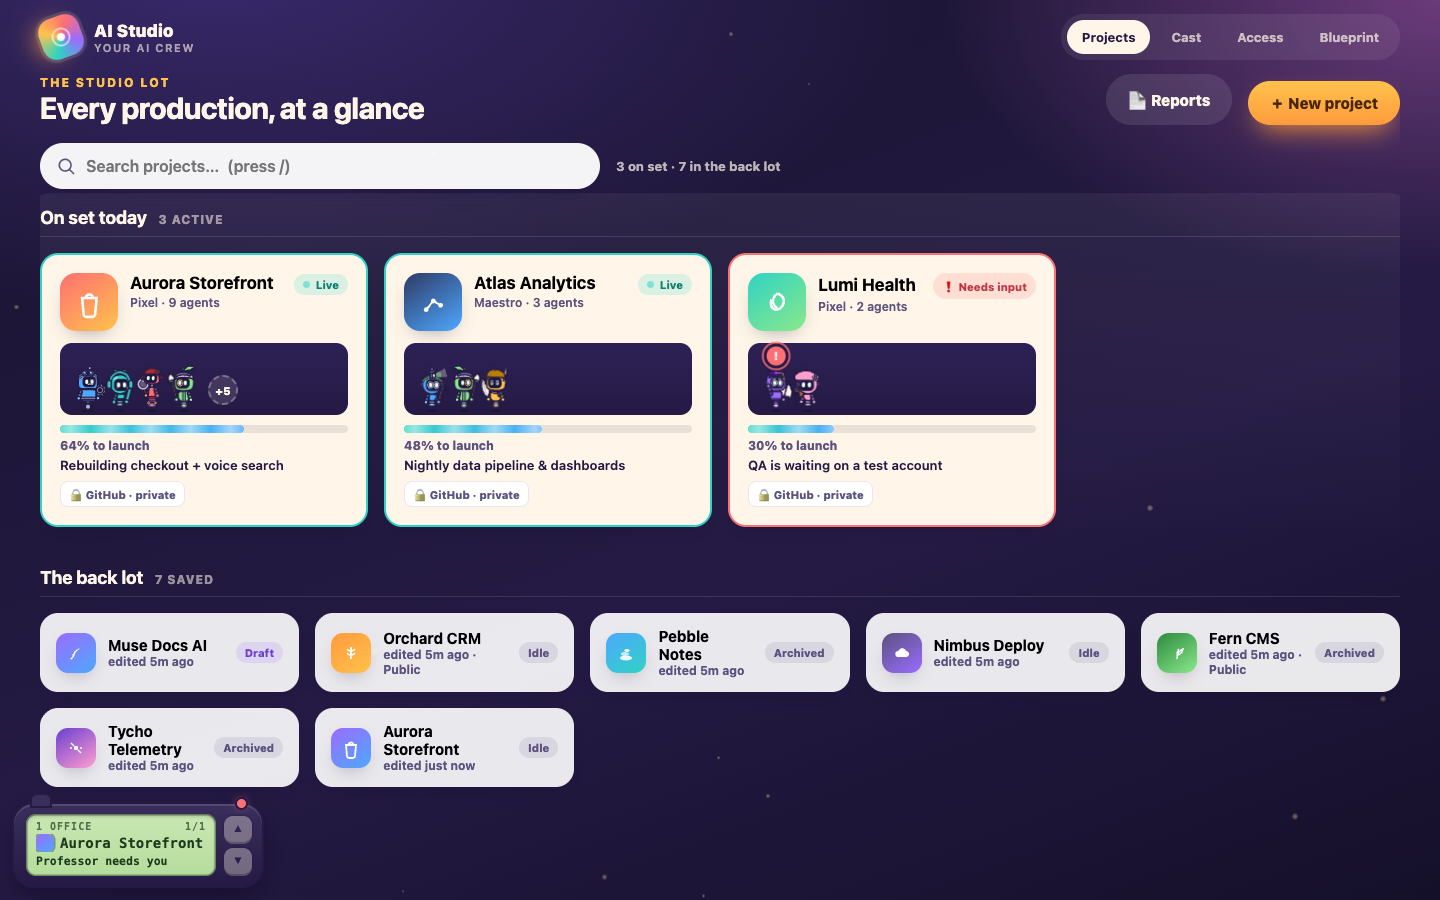 AI Studio
YOUR AI CREW
Projects
Cast
Access
Blueprint
THE STUDIO LOT
Every production, at a glance
Reports
+ New project
Search projects... (press /)
3 on set · 7 in the back lot
On set today 3 ACTIVE
Aurora Storefront
Live
Pixel · 9 agents
+5
64% to launch
Rebuilding checkout + voice search
GitHub · private
Atlas Analytics
Live
Maestro · 3 agents
48% to launch
Nightly data pipeline & dashboards
GitHub · private
Lumi Health
! Needs input
Pixel · 2 agents
!
30% to launch
QA is waiting on a test account
GitHub · private
The back lot 7 SAVED
Muse Docs AI
edited 5m ago
Draft
Orchard CRM
edited 5m ago ·
Public
Idle
Pebble
Notes
edited 5m ago
Archived
Nimbus Deploy
edited 5m ago
Idle
Fern CMS
edited 5m ago ·
Public
Archived
Tycho
Telemetry
edited 5m ago
Archived
Aurora
Storefront
edited just now
Idle
1 OFFICE 1/1
Aurora Storefront
Professor needs you